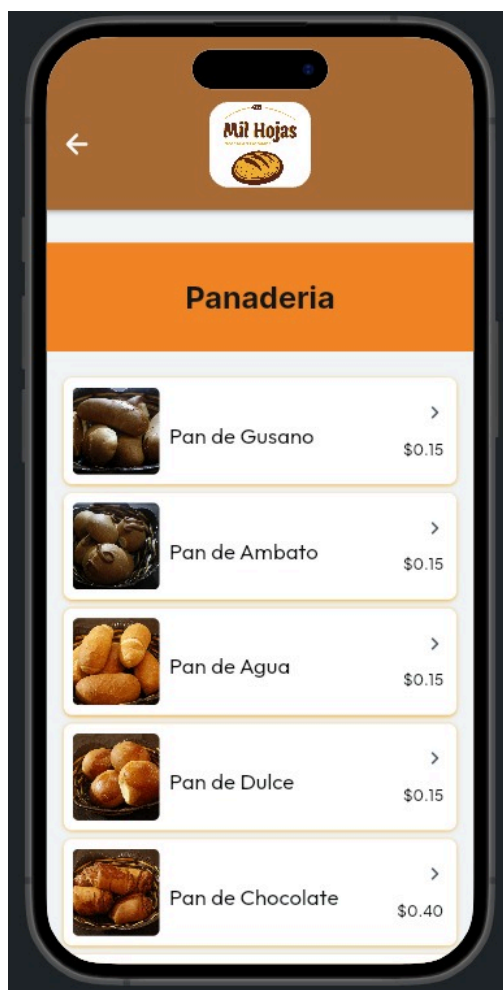 Mil Hojas
Panaderia
Pan de Gusano
$0.15
Pan de Ambato
$0.15
Pan de Agua
$0.15
Pan de Dulce
$0.15
Pan de Chocolate
$0.40